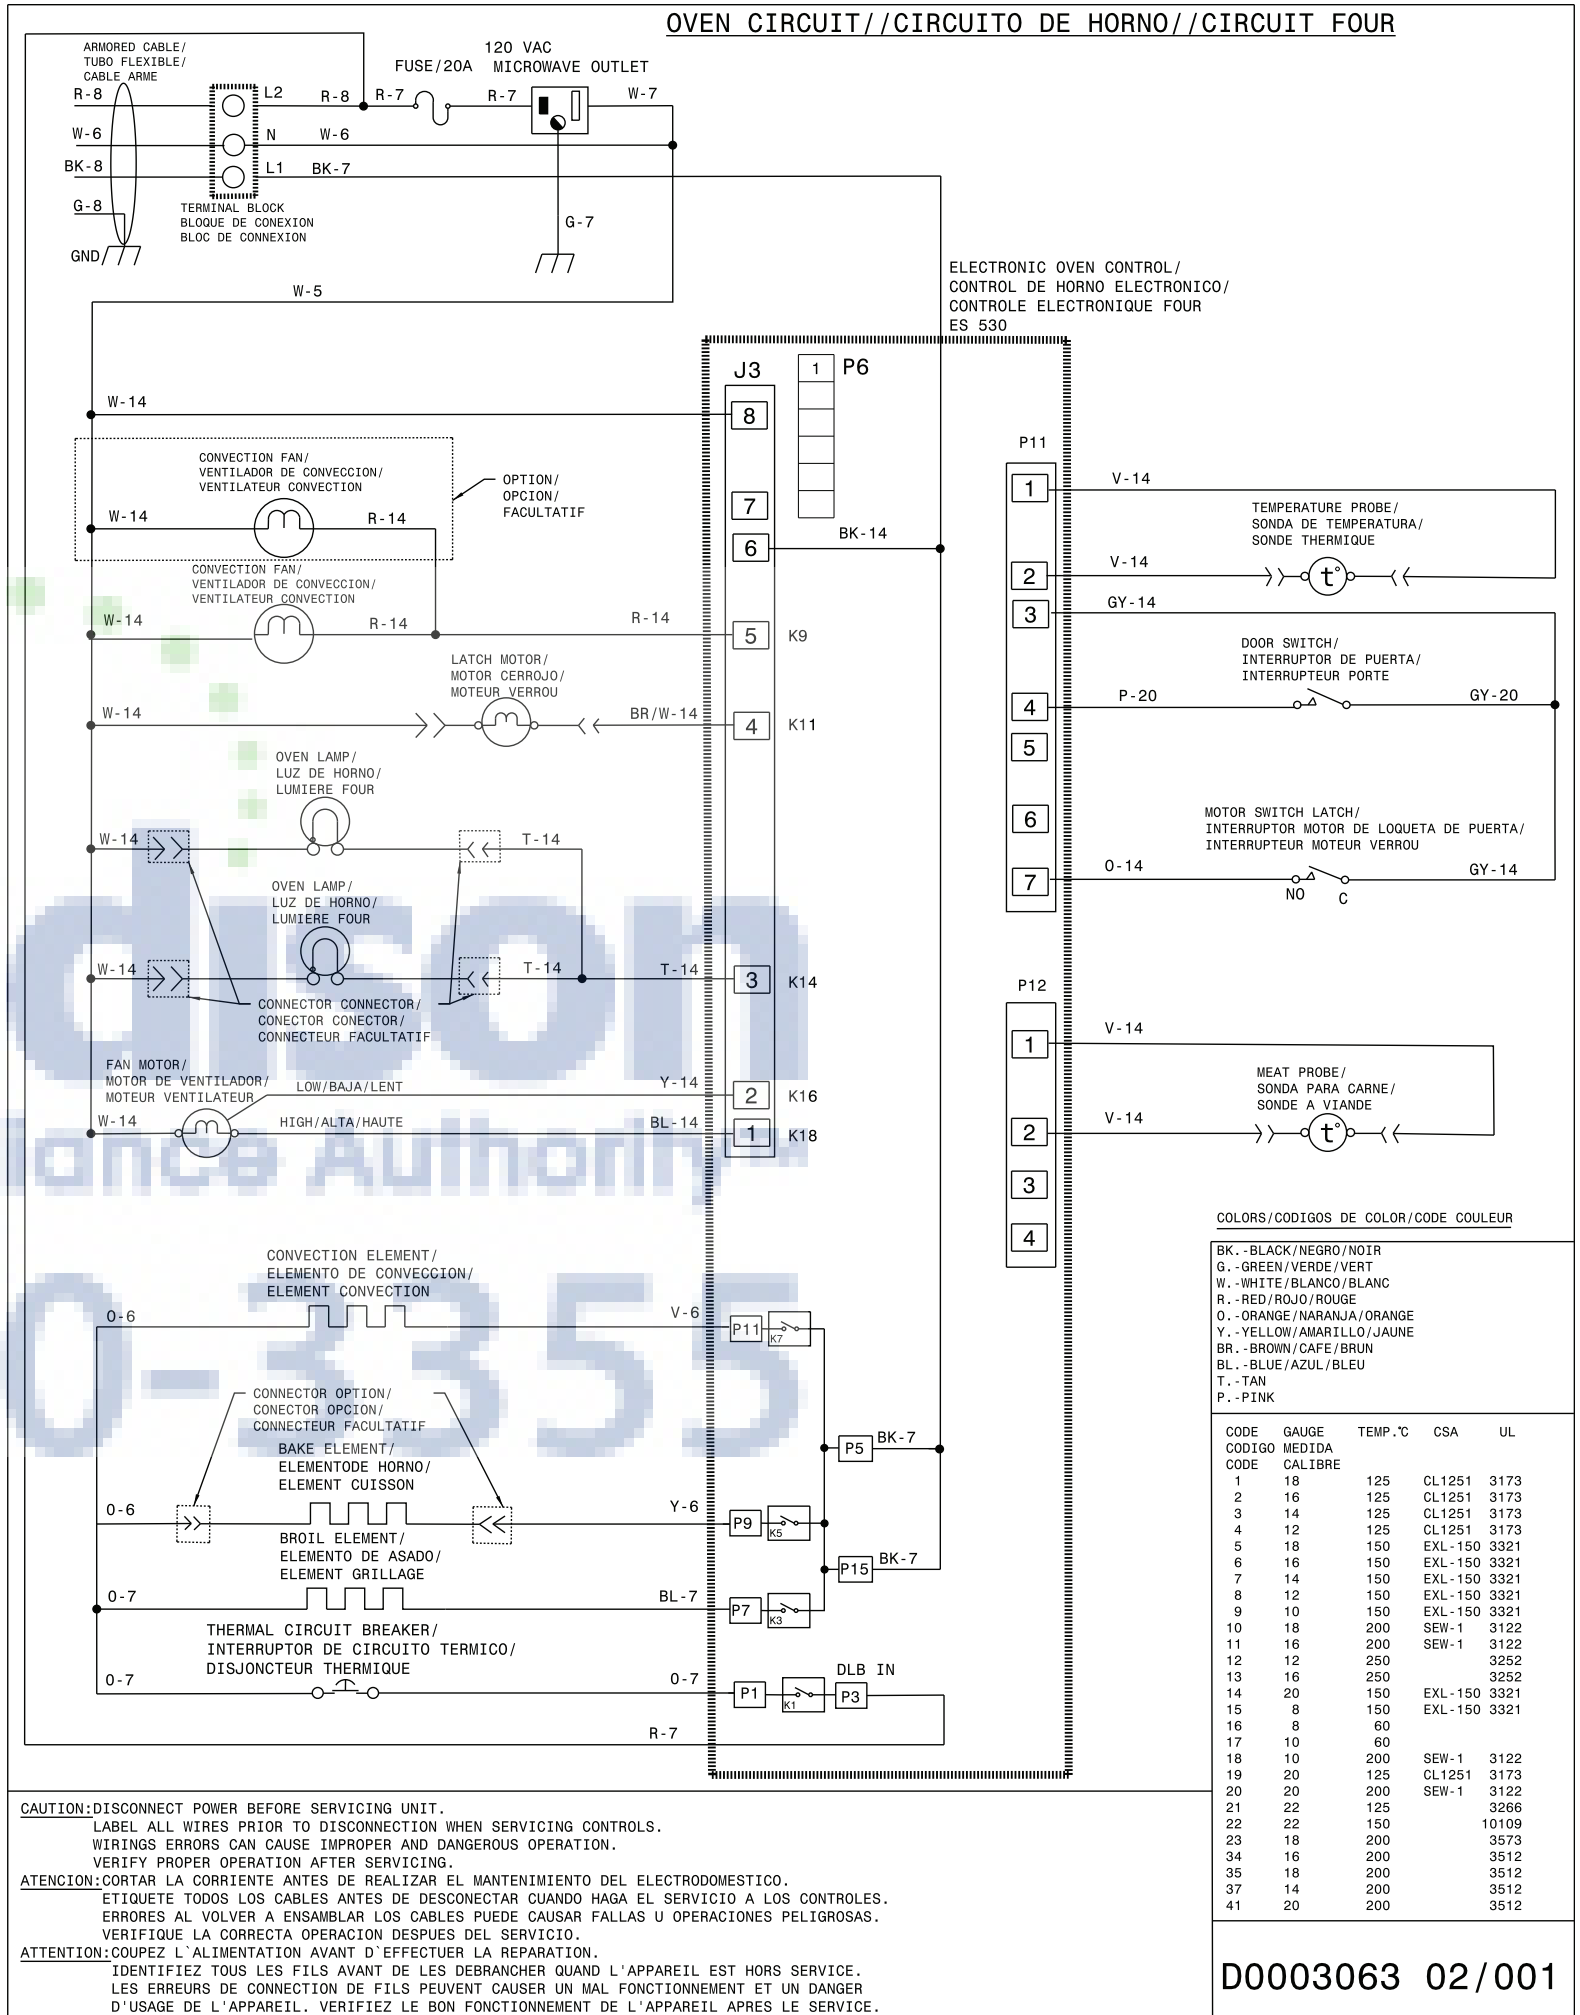 OVEN CIRCUIT//CIRCUITO DE HORNO//CIRCUIT FOUR
ARMORED CABLE/
TUBO FLEXIBLE/
CABLE ARME
120 VAC
FUSE/20A MICROWAVE OUTLET
R-8 L2 R-8 R-7 R-7 W-7
W-6 N W-6
BK-8 L1 BK-7
G-8
TERMINAL BLOCK
BLOQUE DE CONEXION
BLOC DE CONNEXION
G-7
GND
W-5
ELECTRONIC OVEN CONTROL/
CONTROL DE HORNO ELECTRONICO/
CONTROLE ELECTRONIQUE FOUR
ES 530
J3 1 P6
W-14 8
CONVECTION FAN/
VENTILADOR DE CONVECCION/
VENTILATEUR CONVECTION
OPTION/
OPCION/
FACULTATIF
7
W-14 R-14
6 BK-14
CONVECTION FAN/
VENTILADOR DE CONVECCION/
VENTILATEUR CONVECTION
W-14 R-14 R-14 5 K9
LATCH MOTOR/
MOTOR CERROJO/
MOTEUR VERROU
W-14 BR/W-14 4 K11
OVEN LAMP/
LUZ DE HORNO/
LUMIERE FOUR
W-14 T-14
OVEN LAMP/
LUZ DE HORNO/
LUMIERE FOUR
W-14 T-14 T-14 3 K14
CONNECTOR CONNECTOR/
CONECTOR CONECTOR/
CONNECTEUR FACULTATIF
FAN MOTOR/
MOTOR DE VENTILADOR/
MOTEUR VENTILATEUR
LOW/BAJA/LENT Y-14 2 K16
W-14 HIGH/ALTA/HAUTE BL-14 1 K18
P11
1 V-14
TEMPERATURE PROBE/
SONDA DE TEMPERATURA/
SONDE THERMIQUE
2 V-14 t°
3 GY-14
DOOR SWITCH/
INTERRUPTOR DE PUERTA/
INTERRUPTEUR PORTE
4 P-20 GY-20
5
6
MOTOR SWITCH LATCH/
INTERRUPTOR MOTOR DE LOQUETA DE PUERTA/
INTERRUPTEUR MOTEUR VERROU
7 O-14 GY-14
NO C
P12
1 V-14
MEAT PROBE/
SONDA PARA CARNE/
SONDE A VIANDE
2 V-14 t°
3
4
dison
iance Authority™
0-3355
CONVECTION ELEMENT/
ELEMENTO DE CONVECCION/
ELEMENT CONVECTION
O-6 V-6 P11 K7
CONNECTOR OPTION/
CONECTOR OPCION/
CONNECTEUR FACULTATIF
P5 BK-7
BAKE ELEMENT/
ELEMENTODE HORNO/
ELEMENT CUISSON
O-6 Y-6 P9 K5
BROIL ELEMENT/
ELEMENTO DE ASADO/
ELEMENT GRILLAGE
P15 BK-7
O-7 BL-7 P7 K3
THERMAL CIRCUIT BREAKER/
INTERRUPTOR DE CIRCUITO TERMICO/
DISJONCTEUR THERMIQUE
DLB IN
O-7 O-7 P1 K1 P3
R-7
COLORS/CODIGOS DE COLOR/CODE COULEUR
BK.-BLACK/NEGRO/NOIR
G.-GREEN/VERDE/VERT
W.-WHITE/BLANCO/BLANC
R.-RED/ROJO/ROUGE
O.-ORANGE/NARANJA/ORANGE
Y.-YELLOW/AMARILLO/JAUNE
BR.-BROWN/CAFE/BRUN
BL.-BLUE/AZUL/BLEU
T.-TAN
P.-PINK
CODE GAUGE TEMP.°C CSA UL
CODIGO MEDIDA
CODE CALIBRE
1 18 125 CL1251 3173
2 16 125 CL1251 3173
3 14 125 CL1251 3173
4 12 125 CL1251 3173
5 18 150 EXL-150 3321
6 16 150 EXL-150 3321
7 14 150 EXL-150 3321
8 12 150 EXL-150 3321
9 10 150 EXL-150 3321
10 18 200 SEW-1 3122
11 16 200 SEW-1 3122
12 12 250 3252
13 16 250 3252
14 20 150 EXL-150 3321
15 8 150 EXL-150 3321
16 8 60
17 10 60
18 10 200 SEW-1 3122
19 20 125 CL1251 3173
20 20 200 SEW-1 3122
21 22 125 3266
22 22 150 10109
23 18 200 3573
34 16 200 3512
35 18 200 3512
37 14 200 3512
41 20 200 3512
CAUTION:DISCONNECT POWER BEFORE SERVICING UNIT.
LABEL ALL WIRES PRIOR TO DISCONNECTION WHEN SERVICING CONTROLS.
WIRINGS ERRORS CAN CAUSE IMPROPER AND DANGEROUS OPERATION.
VERIFY PROPER OPERATION AFTER SERVICING.
ATENCION:CORTAR LA CORRIENTE ANTES DE REALIZAR EL MANTENIMIENTO DEL ELECTRODOMESTICO.
ETIQUETE TODOS LOS CABLES ANTES DE DESCONECTAR CUANDO HAGA EL SERVICIO A LOS CONTROLES.
ERRORES AL VOLVER A ENSAMBLAR LOS CABLES PUEDE CAUSAR FALLAS U OPERACIONES PELIGROSAS.
VERIFIQUE LA CORRECTA OPERACION DESPUES DEL SERVICIO.
ATTENTION:COUPEZ L`ALIMENTATION AVANT D`EFFECTUER LA REPARATION.
IDENTIFIEZ TOUS LES FILS AVANT DE LES DEBRANCHER QUAND L'APPAREIL EST HORS SERVICE.
LES ERREURS DE CONNECTION DE FILS PEUVENT CAUSER UN MAL FONCTIONNEMENT ET UN DANGER
D'USAGE DE L'APPAREIL. VERIFIEZ LE BON FONCTIONNEMENT DE L'APPAREIL APRES LE SERVICE.
D0003063 02/001